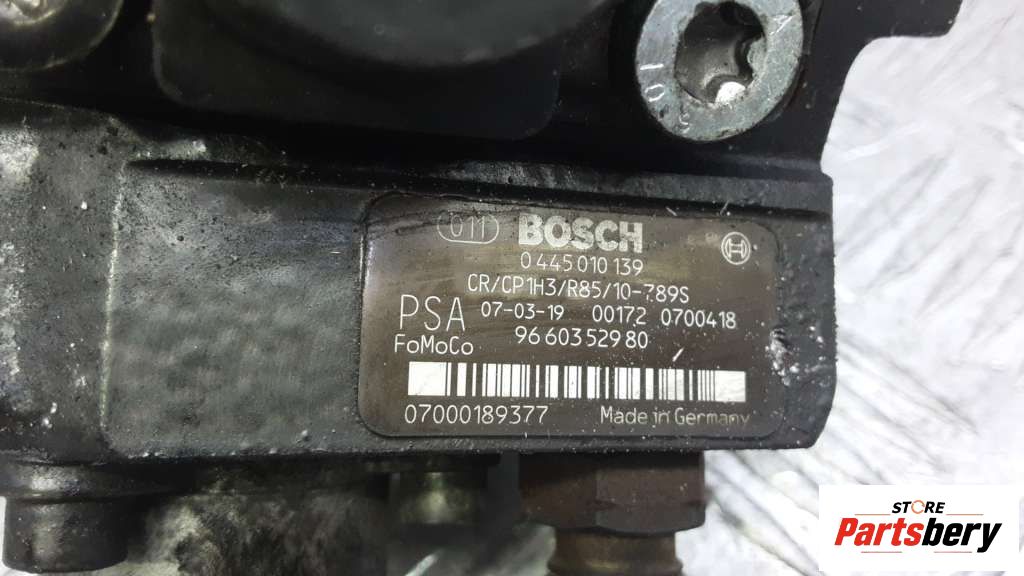 011 BOSCH
0 445 010 139
CR/CP1H3/R85/10-789S
PSA 07-03-19 00172 0700418
FoMoCo 96 603 529 80
07000189377 Made in Germany
STORE
Partsbery